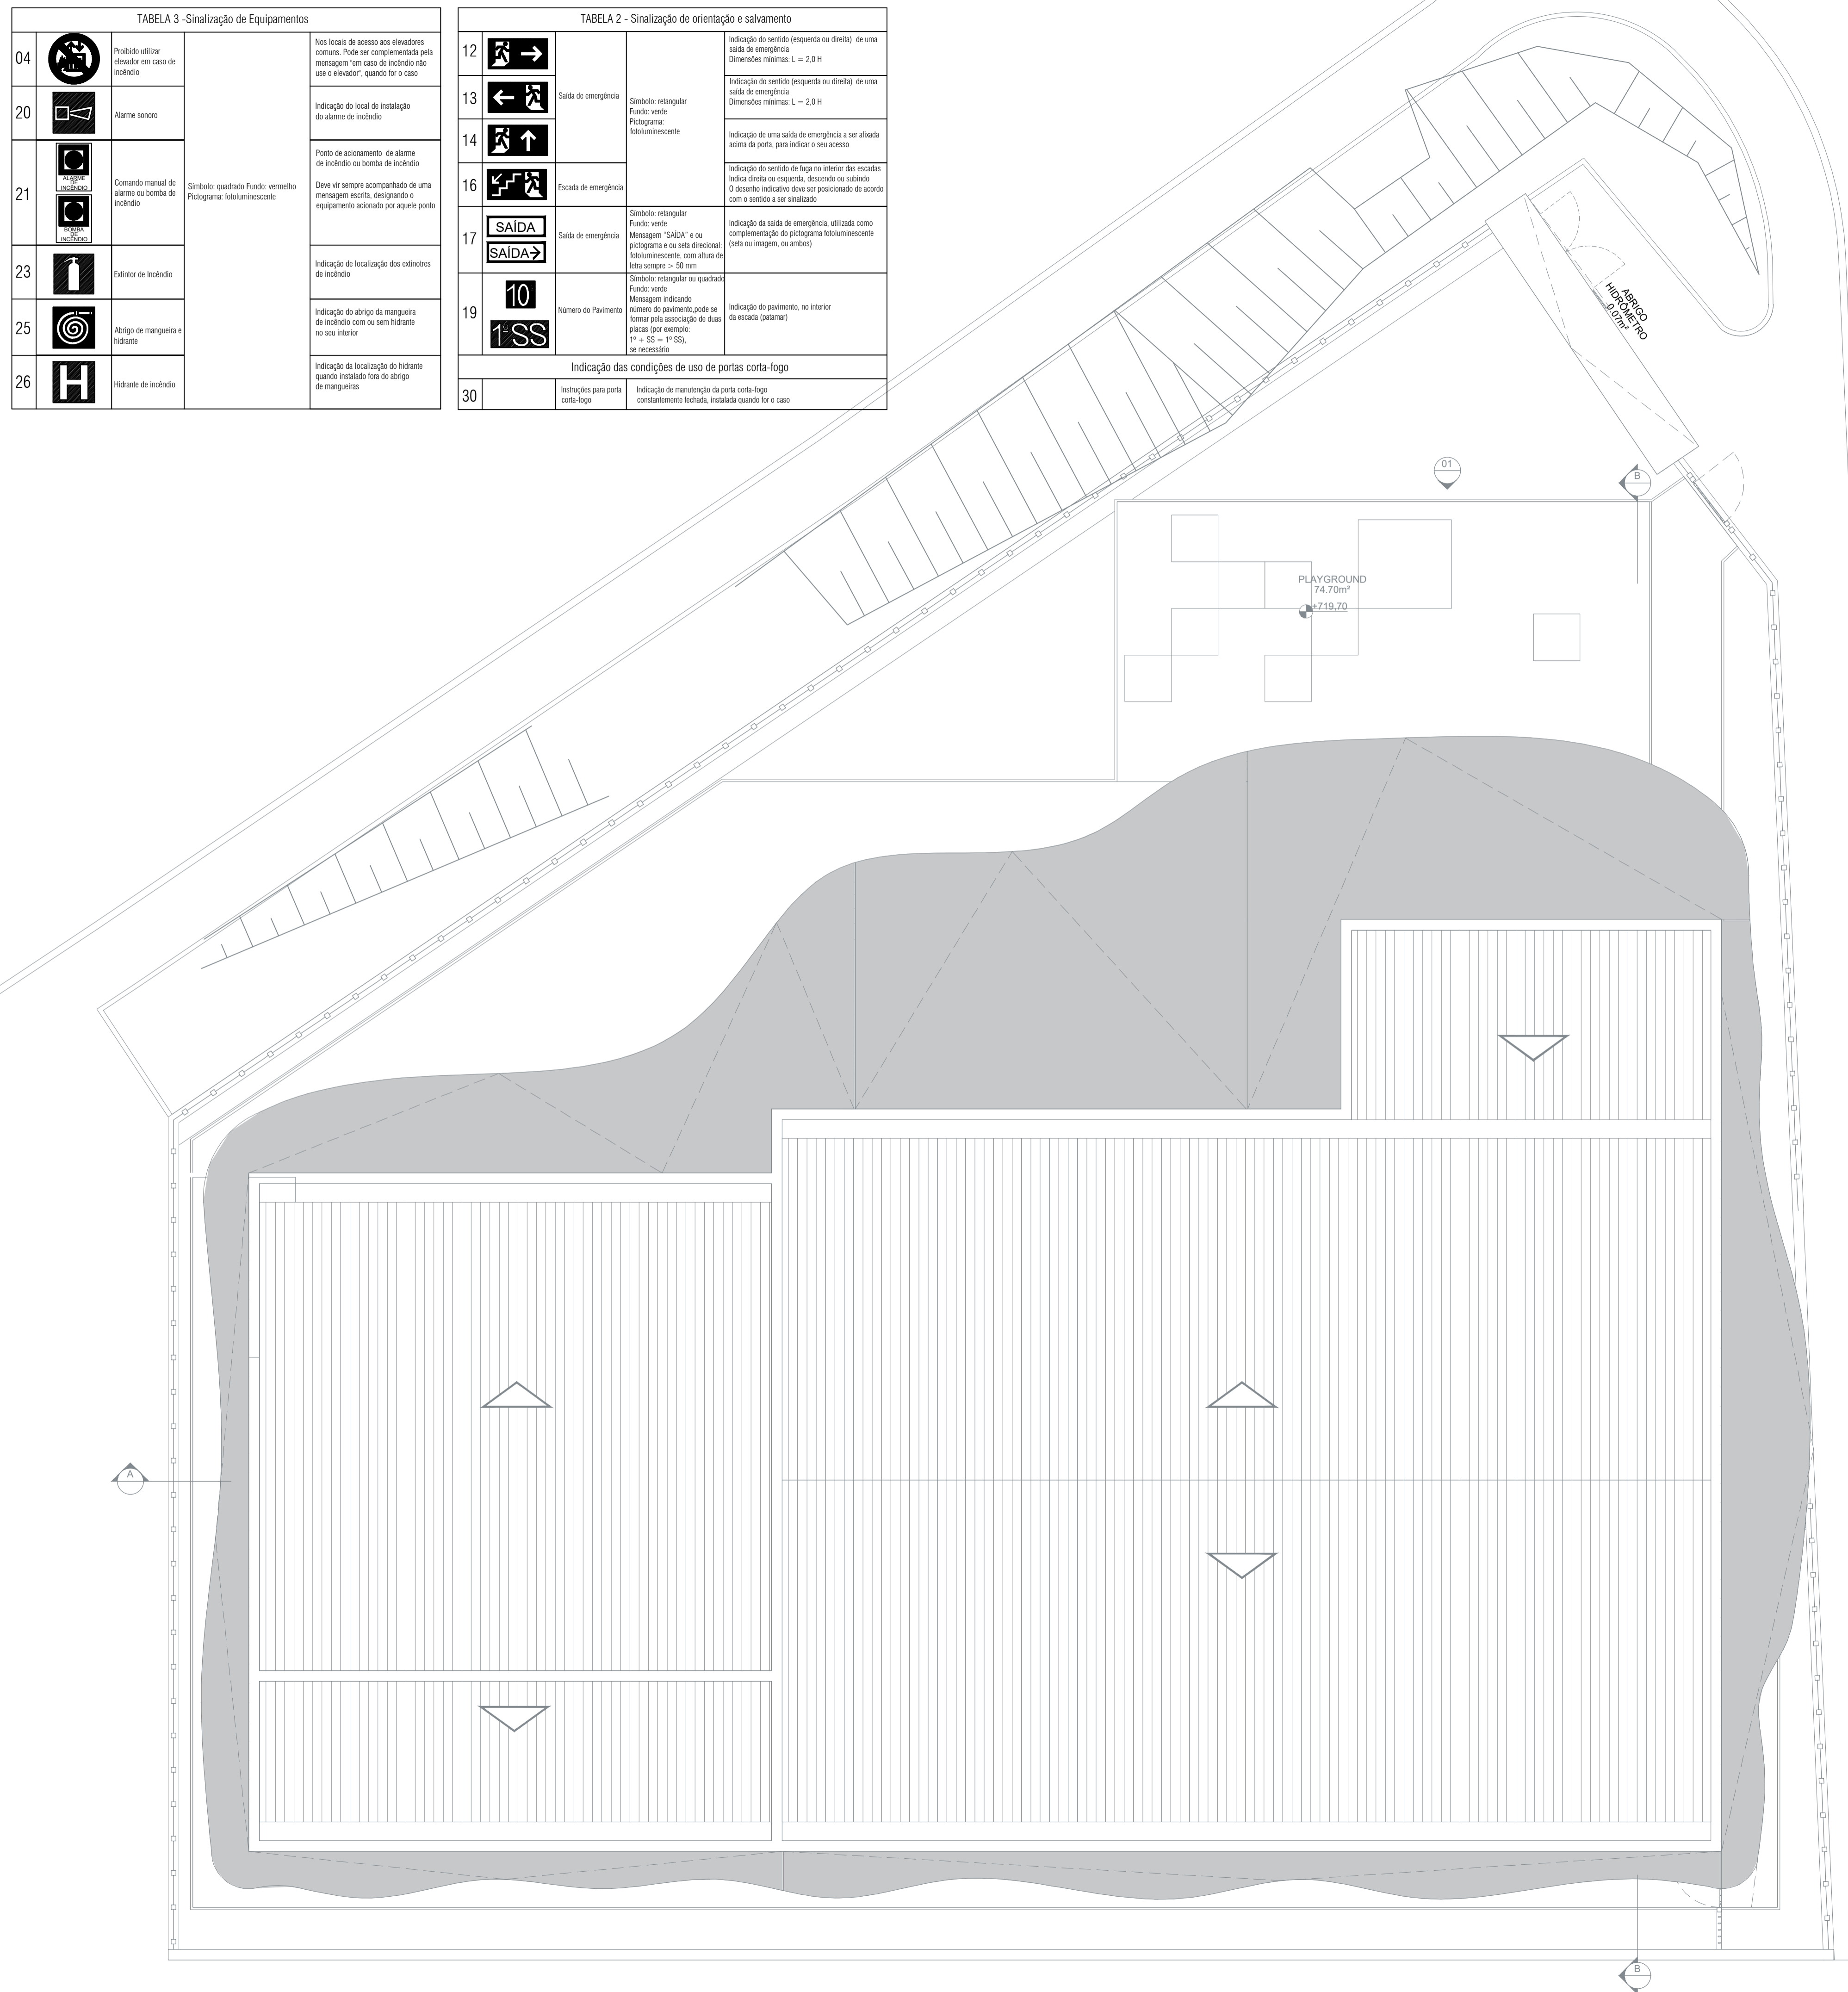 TABELA 3 -Sinalização de Equipamentos
04
Proibido utilizar
elevador em caso de
incêndio
Nos locais de acesso aos elevadores
comuns. Pode ser complementada pela
mensagem "em caso de incêndio não
use o elevador", quando for o caso
20
Alarme sonoro
Indicação do local de instalação
do alarme de incêndio
21
ALARME
DE
INCÊNDIO
BOMBA
DE
INCÊNDIO
Comando manual de
alarme ou bomba de
incêndio
Símbolo: quadrado Fundo: vermelho
Pictograma: fotoluminescente
Ponto de acionamento de alarme
de incêndio ou bomba de incêndio
Deve vir sempre acompanhado de uma
mensagem escrita, designando o
equipamento acionado por aquele ponto
23
Extintor de Incêndio
Indicação de localização dos extinotres
de incêndio
25
Abrigo de mangueira e
hidrante
Indicação do abrigo da mangueira
de incêndio com ou sem hidrante
no seu interior
26
H
Hidrante de incêndio
Indicação da localização do hidrante
quando instalado fora do abrigo
de mangueiras
TABELA 2 - Sinalização de orientação e salvamento
12
Indicação do sentido (esquerda ou direita) de uma
saída de emergência
Dimensões mínimas: L = 2,0 H
13
Saída de emergência
Símbolo: retangular
Fundo: verde
Pictograma:
fotoluminescente
Indicação do sentido (esquerda ou direita) de uma
saída de emergência
Dimensões mínimas: L = 2,0 H
14
Indicação de uma saída de emergência a ser afixada
acima da porta, para indicar o seu acesso
16
Escada de emergência
Indicação do sentido de fuga no interior das escadas
Indica direita ou esquerda, descendo ou subindo
O desenho indicativo deve ser posicionado de acordo
com o sentido a ser sinalizado
17
SAÍDA
SAÍDA→
Saída de emergência
Símbolo: retangular
Fundo: verde
Mensagem "SAÍDA" e ou
pictograma e ou seta direcional:
fotoluminescente, com altura de
letra sempre > 50 mm
Indicação da saída de emergência, utilizada como
complementação do pictograma fotoluminescente
(seta ou imagem, ou ambos)
19
10
1º SS
Número do Pavimento
Símbolo: retangular ou quadrado
Fundo: verde
Mensagem indicando
número do pavimento,pode se
formar pela associação de duas
placas (por exemplo:
1º + SS = 1º SS),
se necessário
Indicação do pavimento, no interior
da escada (patamar)
Indicação das condições de uso de portas corta-fogo
30
Instruções para porta
corta-fogo
Indicação de manutenção da porta corta-fogo
constantemente fechada, instalada quando for o caso
ABRIGO
HIDRÔMETRO
0.07m²
01
B
PLAYGROUND
74.70m²
+719,70
A
B